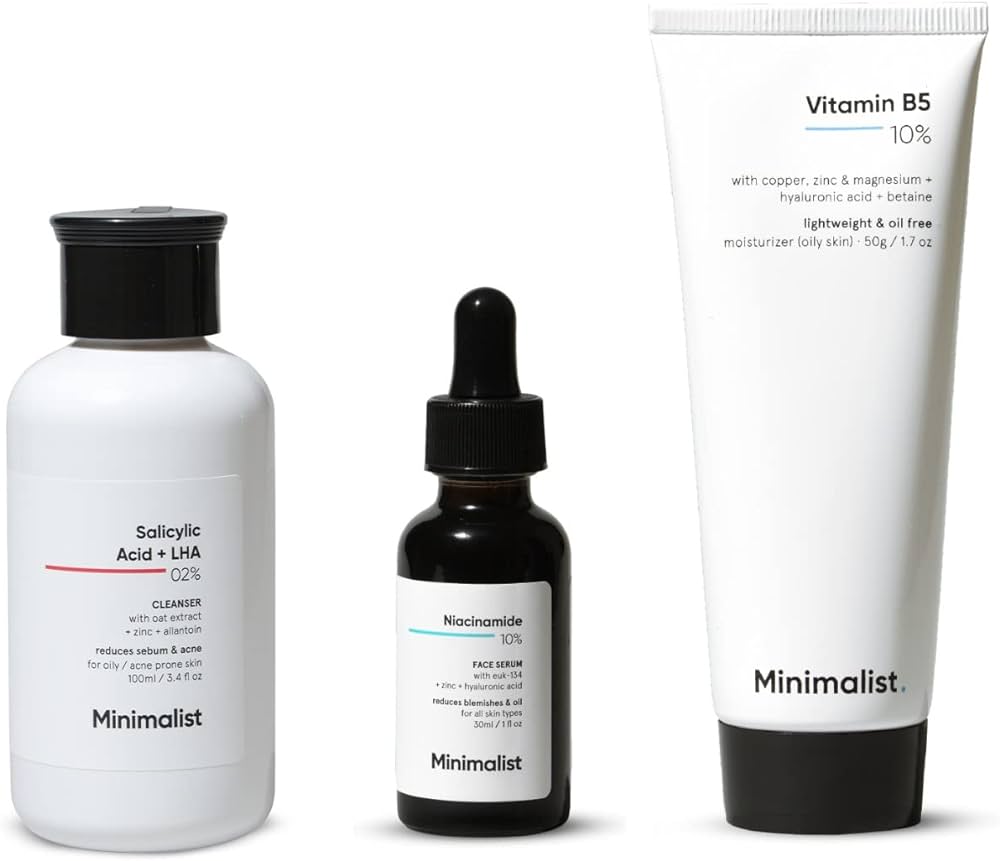 Salicylic
Acid + LHA
02%
CLEANSER
with oat extract
+ zinc + allantoin
reduces sebum & acne
for oily / acne prone skin
100ml / 3.4 fl oz
Minimalist
Niacinamide
10%
FACE SERUM
with euk-134
+ zinc + hyaluronic acid
reduces blemishes & oil
for all skin types
30ml / 1 fl oz
Minimalist
Vitamin B5
10%
with copper, zinc & magnesium +
hyaluronic acid + betaine
lightweight & oil free
moisturizer (oily skin) · 50g / 1.7 oz
Minimalist.